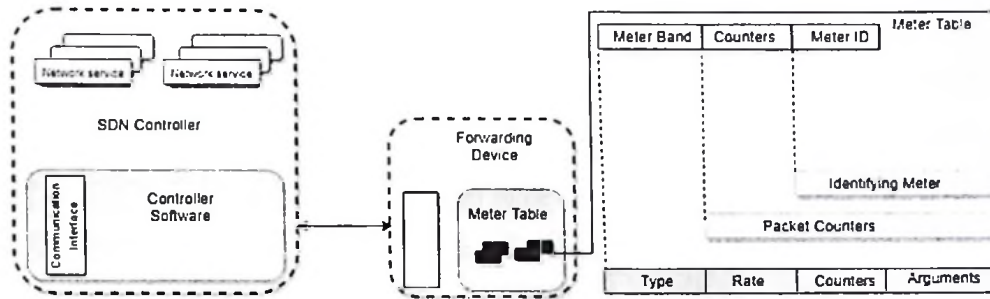 Network service
Network service
SDN Controller
Communication
Interface
Controller
Software
Forwarding
Device
Meter Table
Meter Band Counters Meter ID
Meter Table
Identifying Meter
Packet Counters
Type Rate Counters Arguments